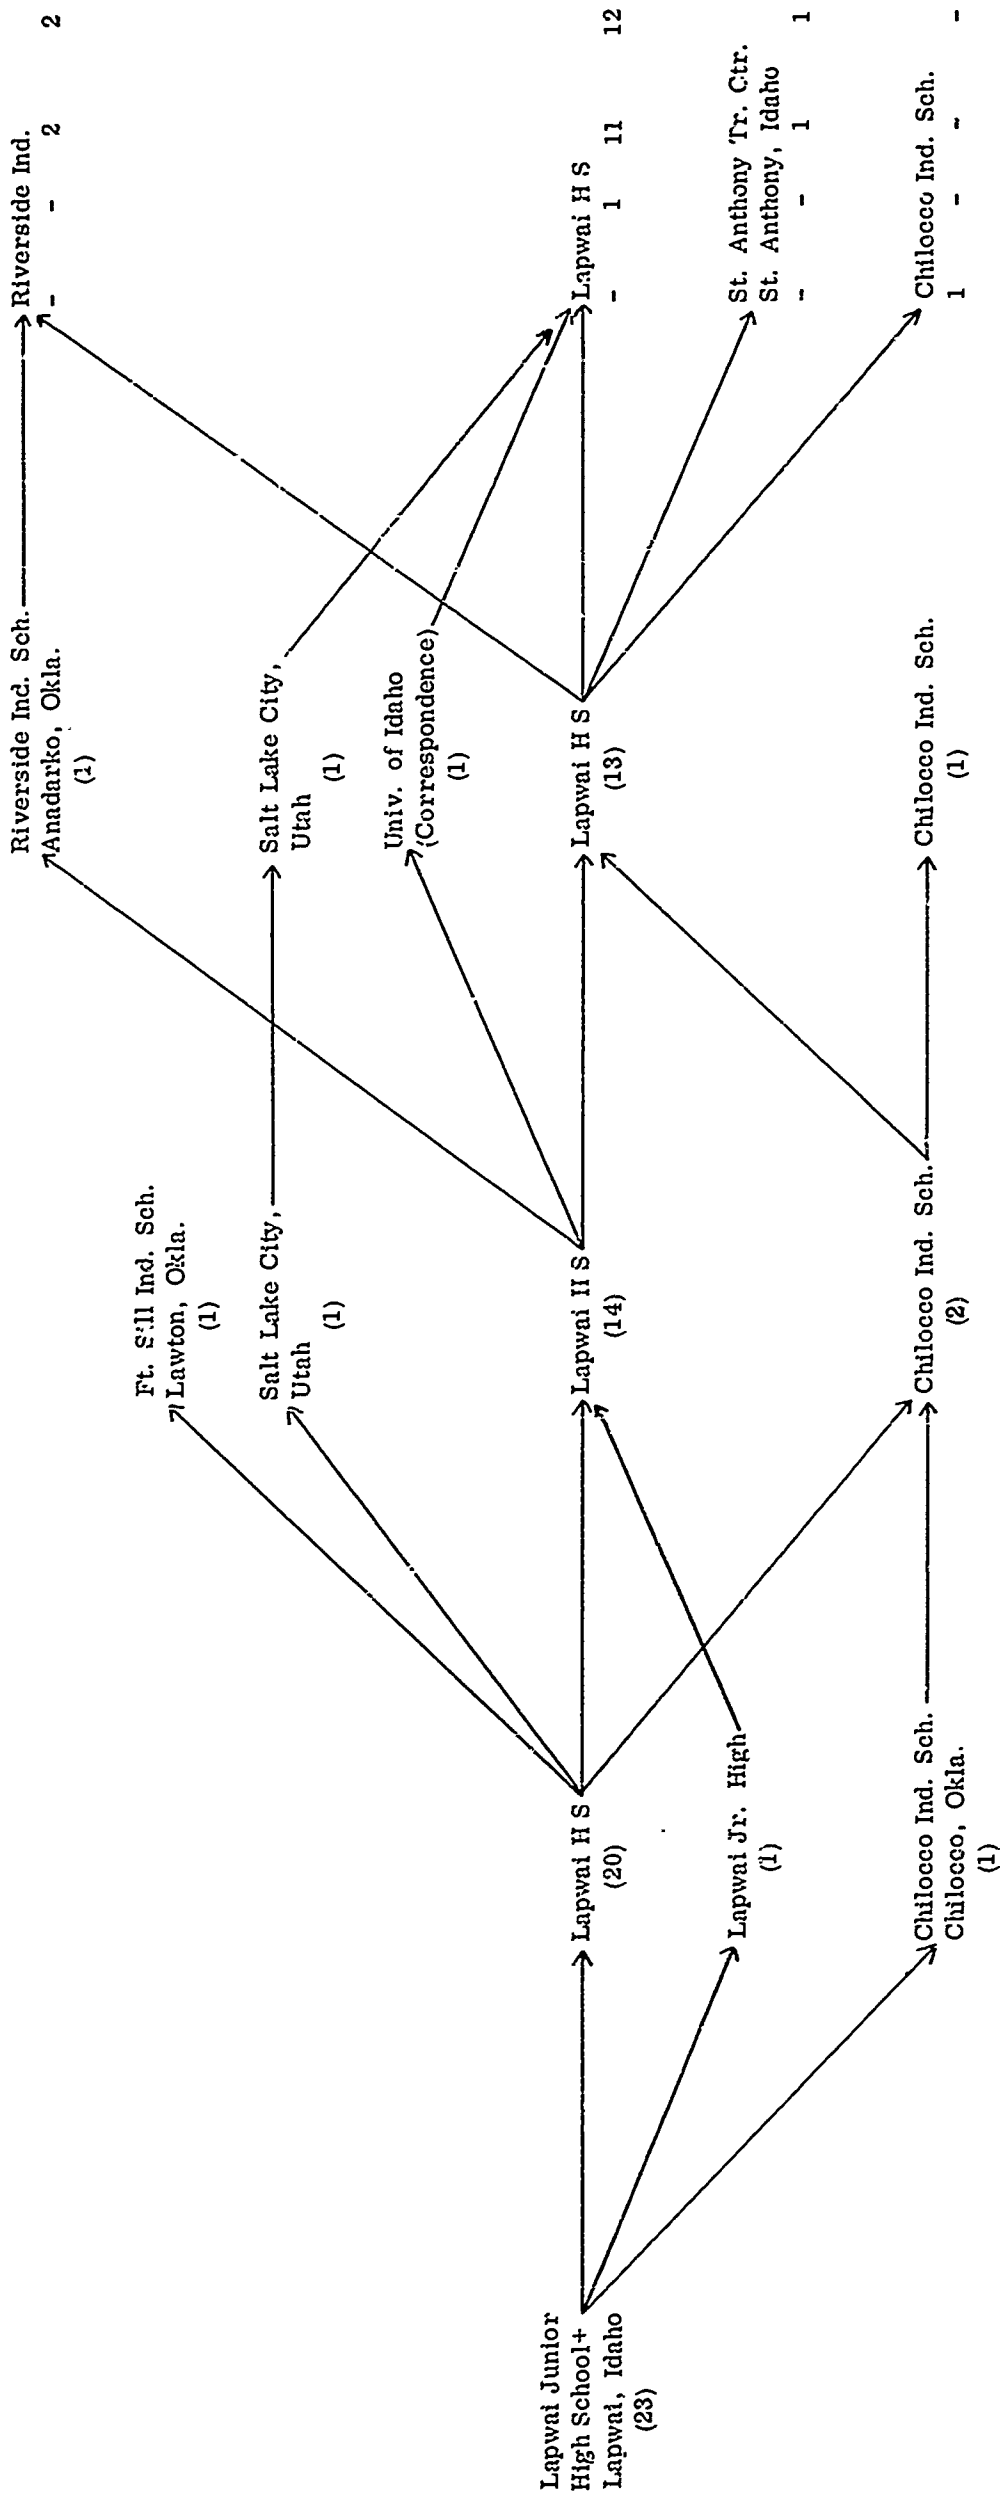 Lapwai Junior
High School+
Lapwai, Idaho
(23)
Lapwai H S
(20)
Lapwai Jr. High
(1)
Chilocco Ind. Sch.
Chilocco, Okla.
(1)
Ft. Sill Ind. Sch.
Lawton, Okla.
(1)
Salt Lake City,
Utah
(1)
Lapwai H S
(14)
Chilocco Ind. Sch.
(2)
Riverside Ind. Sch.
Anadarko, Okla.
(1)
Salt Lake City,
Utah
(1)
Univ. of Idaho
(Correspondence)
(1)
Lapwai H S
(13)
Chilocco Ind. Sch.
(1)
Riverside Ind.
- - 2 2
Lapwai H S
- 1 11 12
St. Anthony Tr. Ctr.
St. Anthony, Idaho
- - 1 1
Chilocco Ind. Sch.
1 - - -